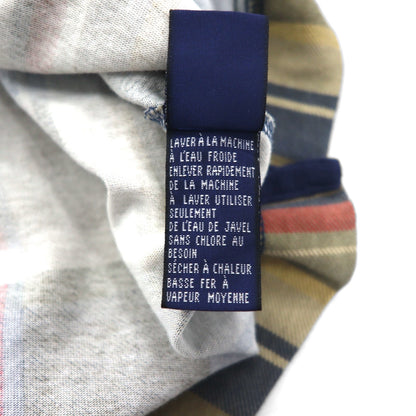 LAVER À LA MACHINE
À L'EAU FROIDE
ENLEVER RAPIDEMENT
DE LA MACHINE
À LAVER UTILISER
SEULEMENT
DE L'EAU DE JAVEL
SANS CHLORE AU
BESOIN
SÈCHER À CHALEUR
BASSE FER À
VAPEUR MOYENNE